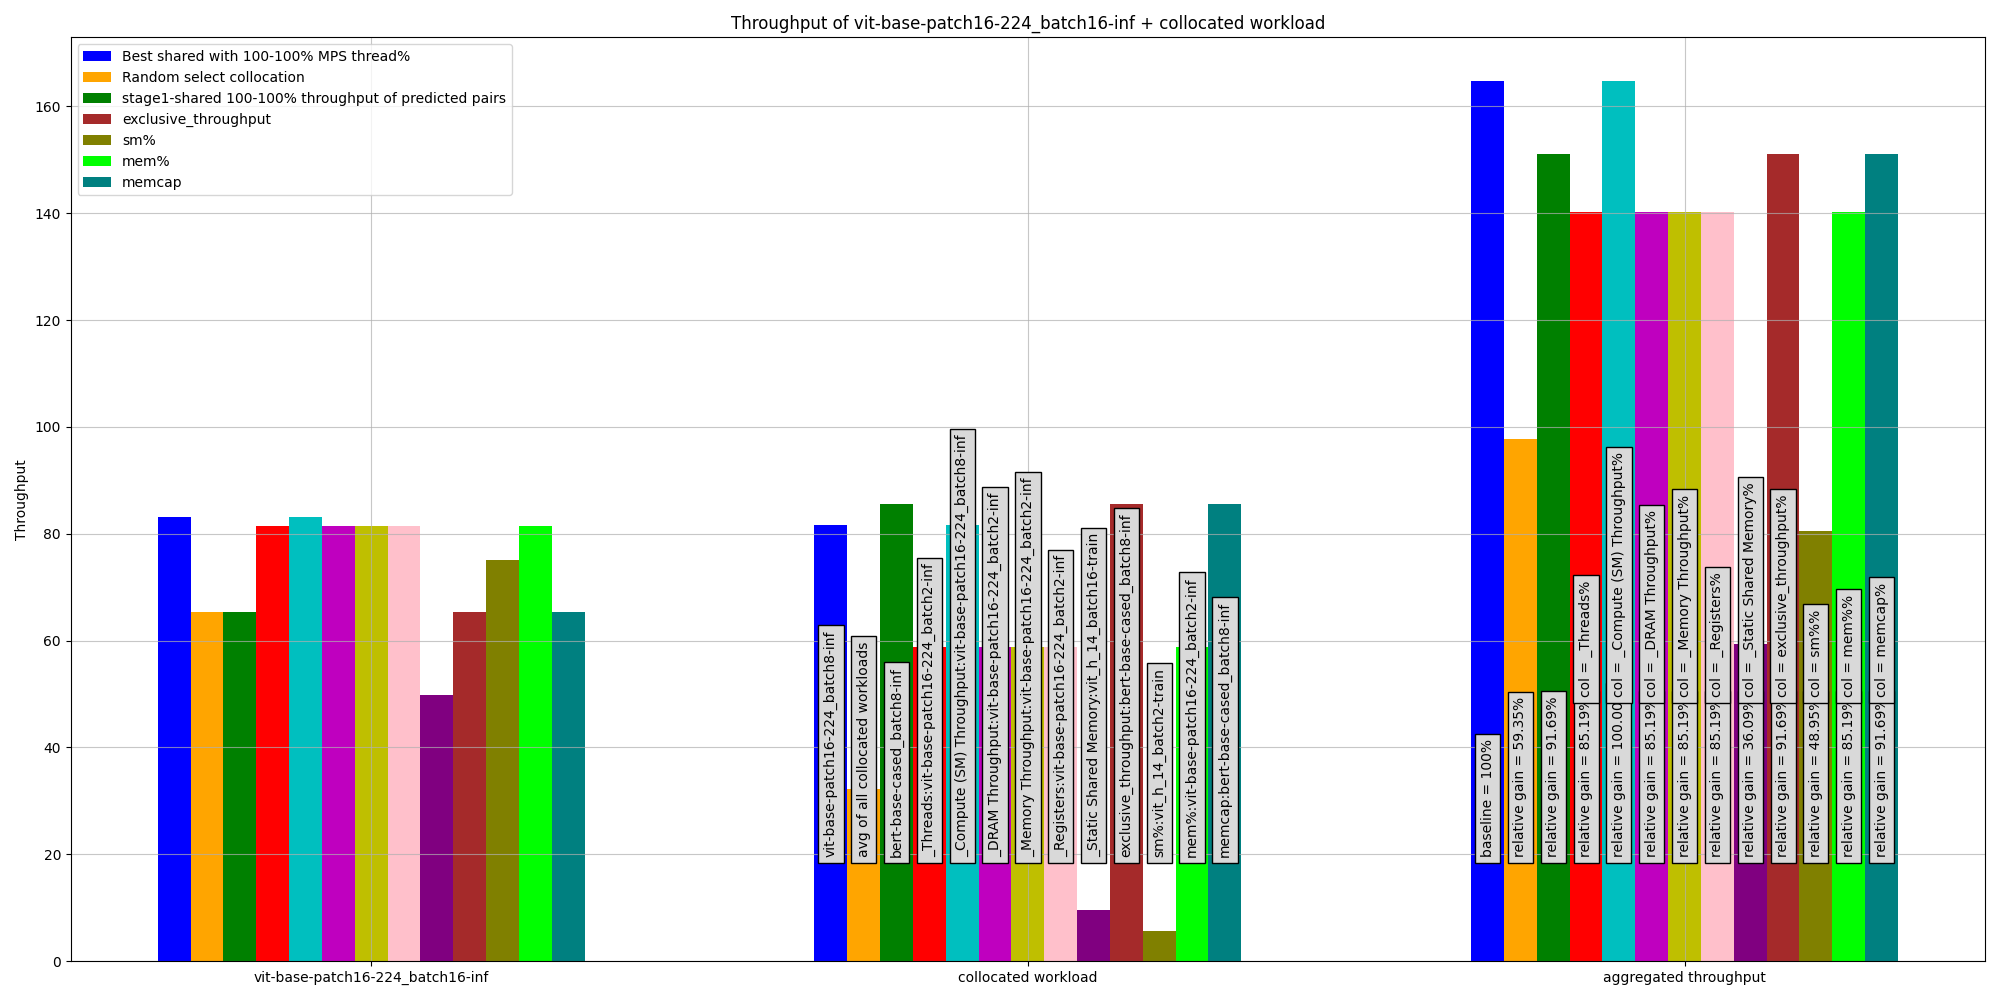 Throughput of vit-base-patch16-224_batch16-inf + collocated workload
Best shared with 100-100% MPS thread%
Random select collocation
stage1-shared 100-100% throughput of predicted pairs
exclusive_throughput
sm%
mem%
memcap
Throughput
160
140
120
100
80
60
40
20
0
vit-base-patch16-224_batch8-inf
avg of all collocated workloads
bert-base-cased_batch8-inf
_Threads:vit-base-patch16-224_batch2-inf
_Compute (SM) Throughput:vit-base-patch16-224_batch8-inf
_DRAM Throughput:vit-base-patch16-224_batch2-inf
_Memory Throughput:vit-base-patch16-224_batch2-inf
_Registers:vit-base-patch16-224_batch2-inf
_Static Shared Memory:vit_h_14_batch16-train
exclusive_throughput:bert-base-cased_batch8-inf
sm%:vit_h_14_batch2-train
mem%:vit-base-patch16-224_batch2-inf
memcap:bert-base-cased_batch8-inf
baseline = 100%
relative gain = 59.35%
relative gain = 91.69%
relative gain = 85.19%
col = _Threads%
relative gain = 100.00
col = _Compute (SM) Throughput%
relative gain = 85.19%
col = _DRAM Throughput%
relative gain = 85.19%
col = _Memory Throughput%
relative gain = 85.19%
col = _Registers%
relative gain = 36.09%
col = _Static Shared Memory%
relative gain = 91.69%
col = exclusive_throughput%
relative gain = 48.95%
col = sm%%
relative gain = 85.19%
col = mem%%
relative gain = 91.69%
col = memcap%
vit-base-patch16-224_batch16-inf
collocated workload
aggregated throughput